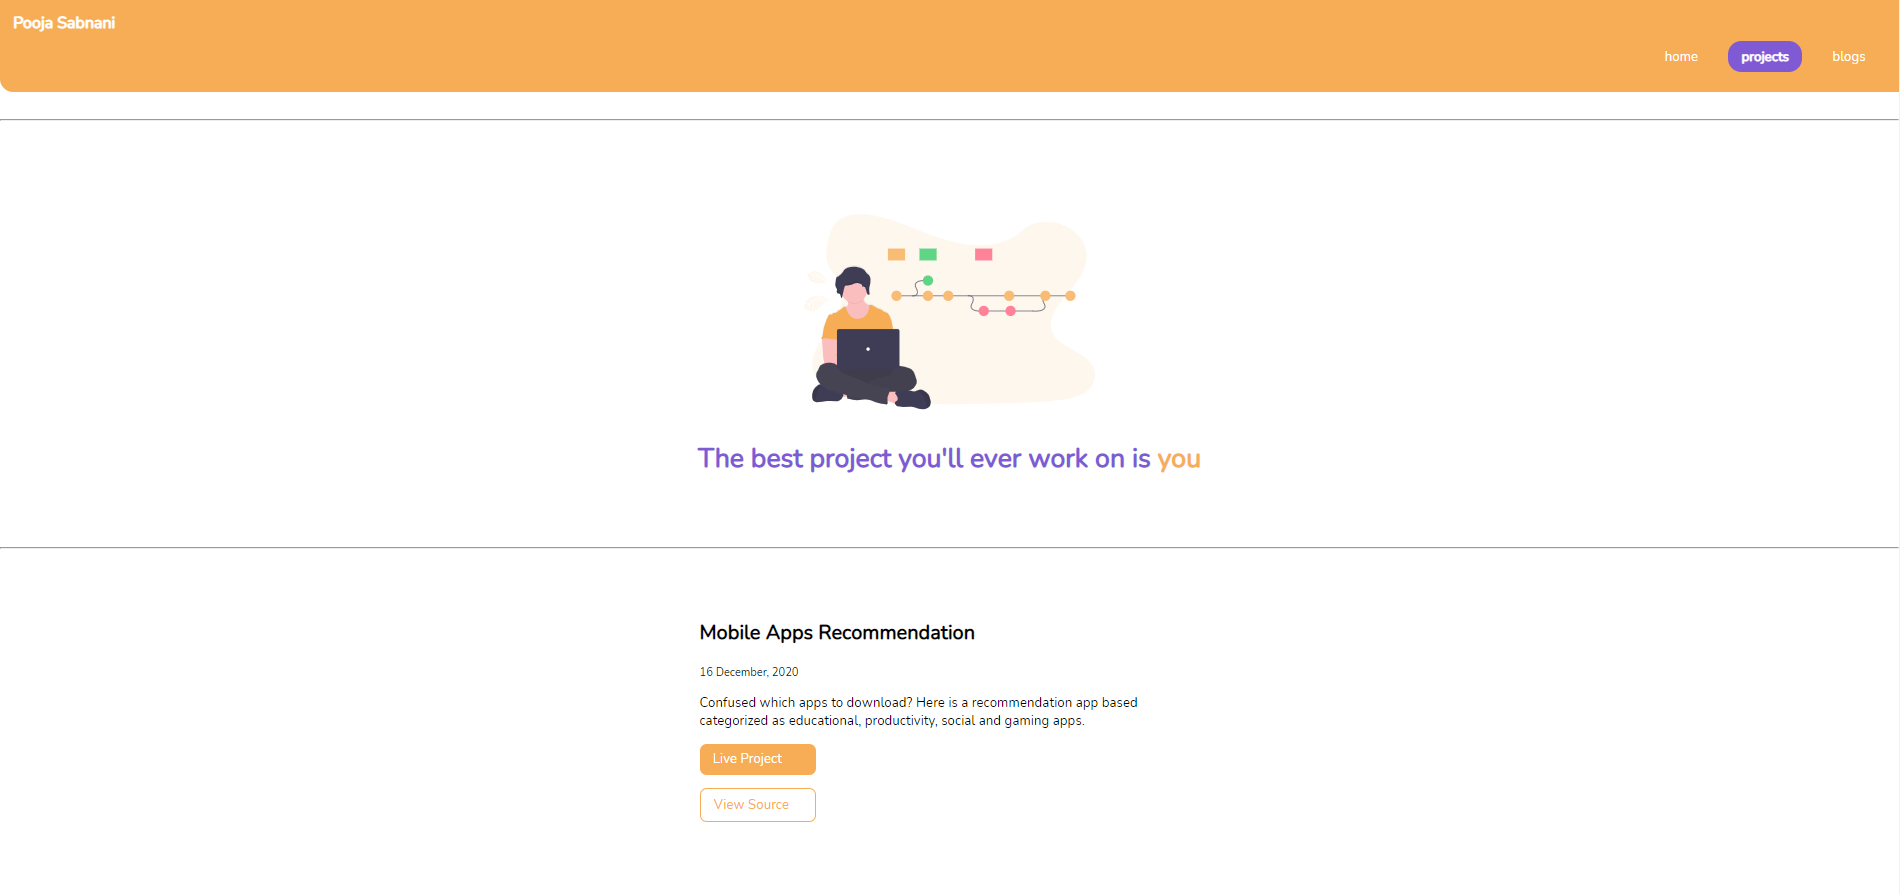 Pooja Sabnani
home projects blogs
The best project you'll ever work on is you
Mobile Apps Recommendation
16 December, 2020
Confused which apps to download? Here is a recommendation app based
categorized as educational, productivity, social and gaming apps.
Live Project
View Source